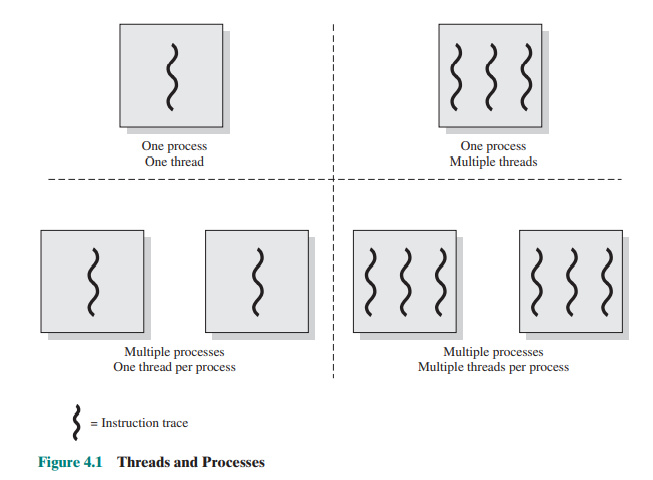 One process
One thread
One process
Multiple threads
Multiple processes
One thread per process
Multiple processes
Multiple threads per process
= Instruction trace
Figure 4.1 Threads and Processes